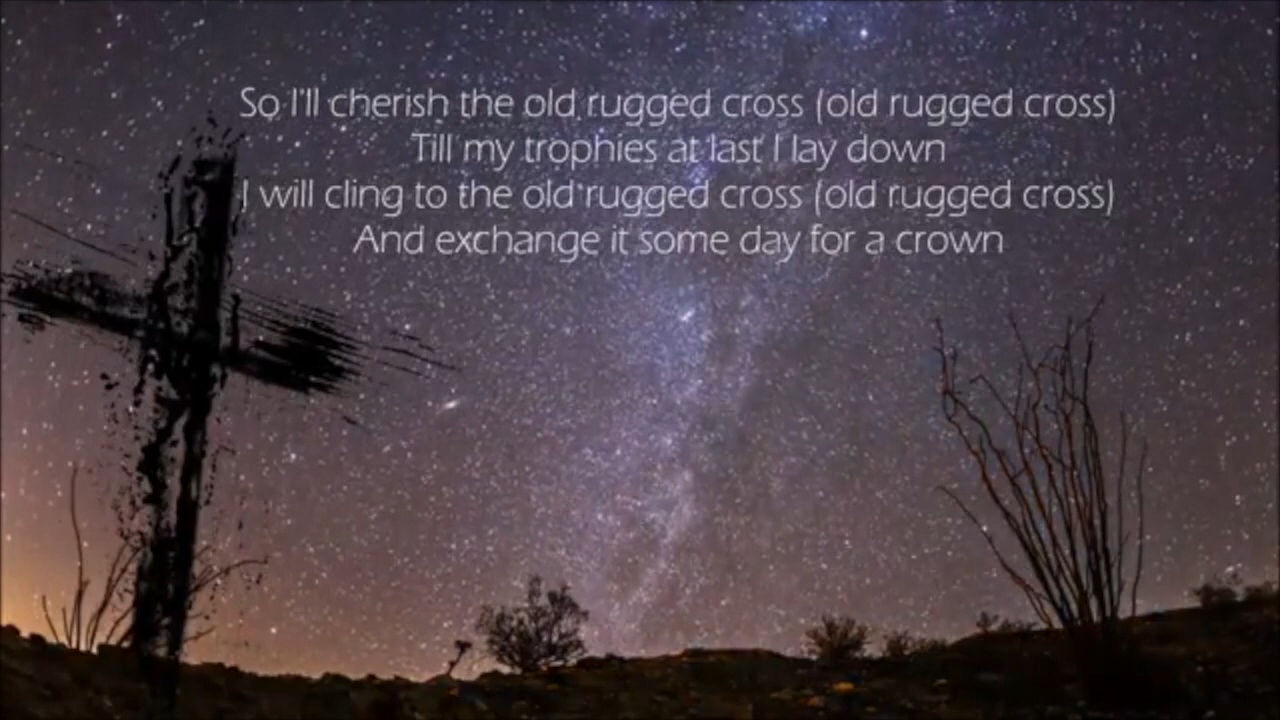 So I'll cherish the old rugged cross (old rugged cross)
Till my trophies at last I lay down
I will cling to the old rugged cross (old rugged cross)
And exchange it some day for a crown